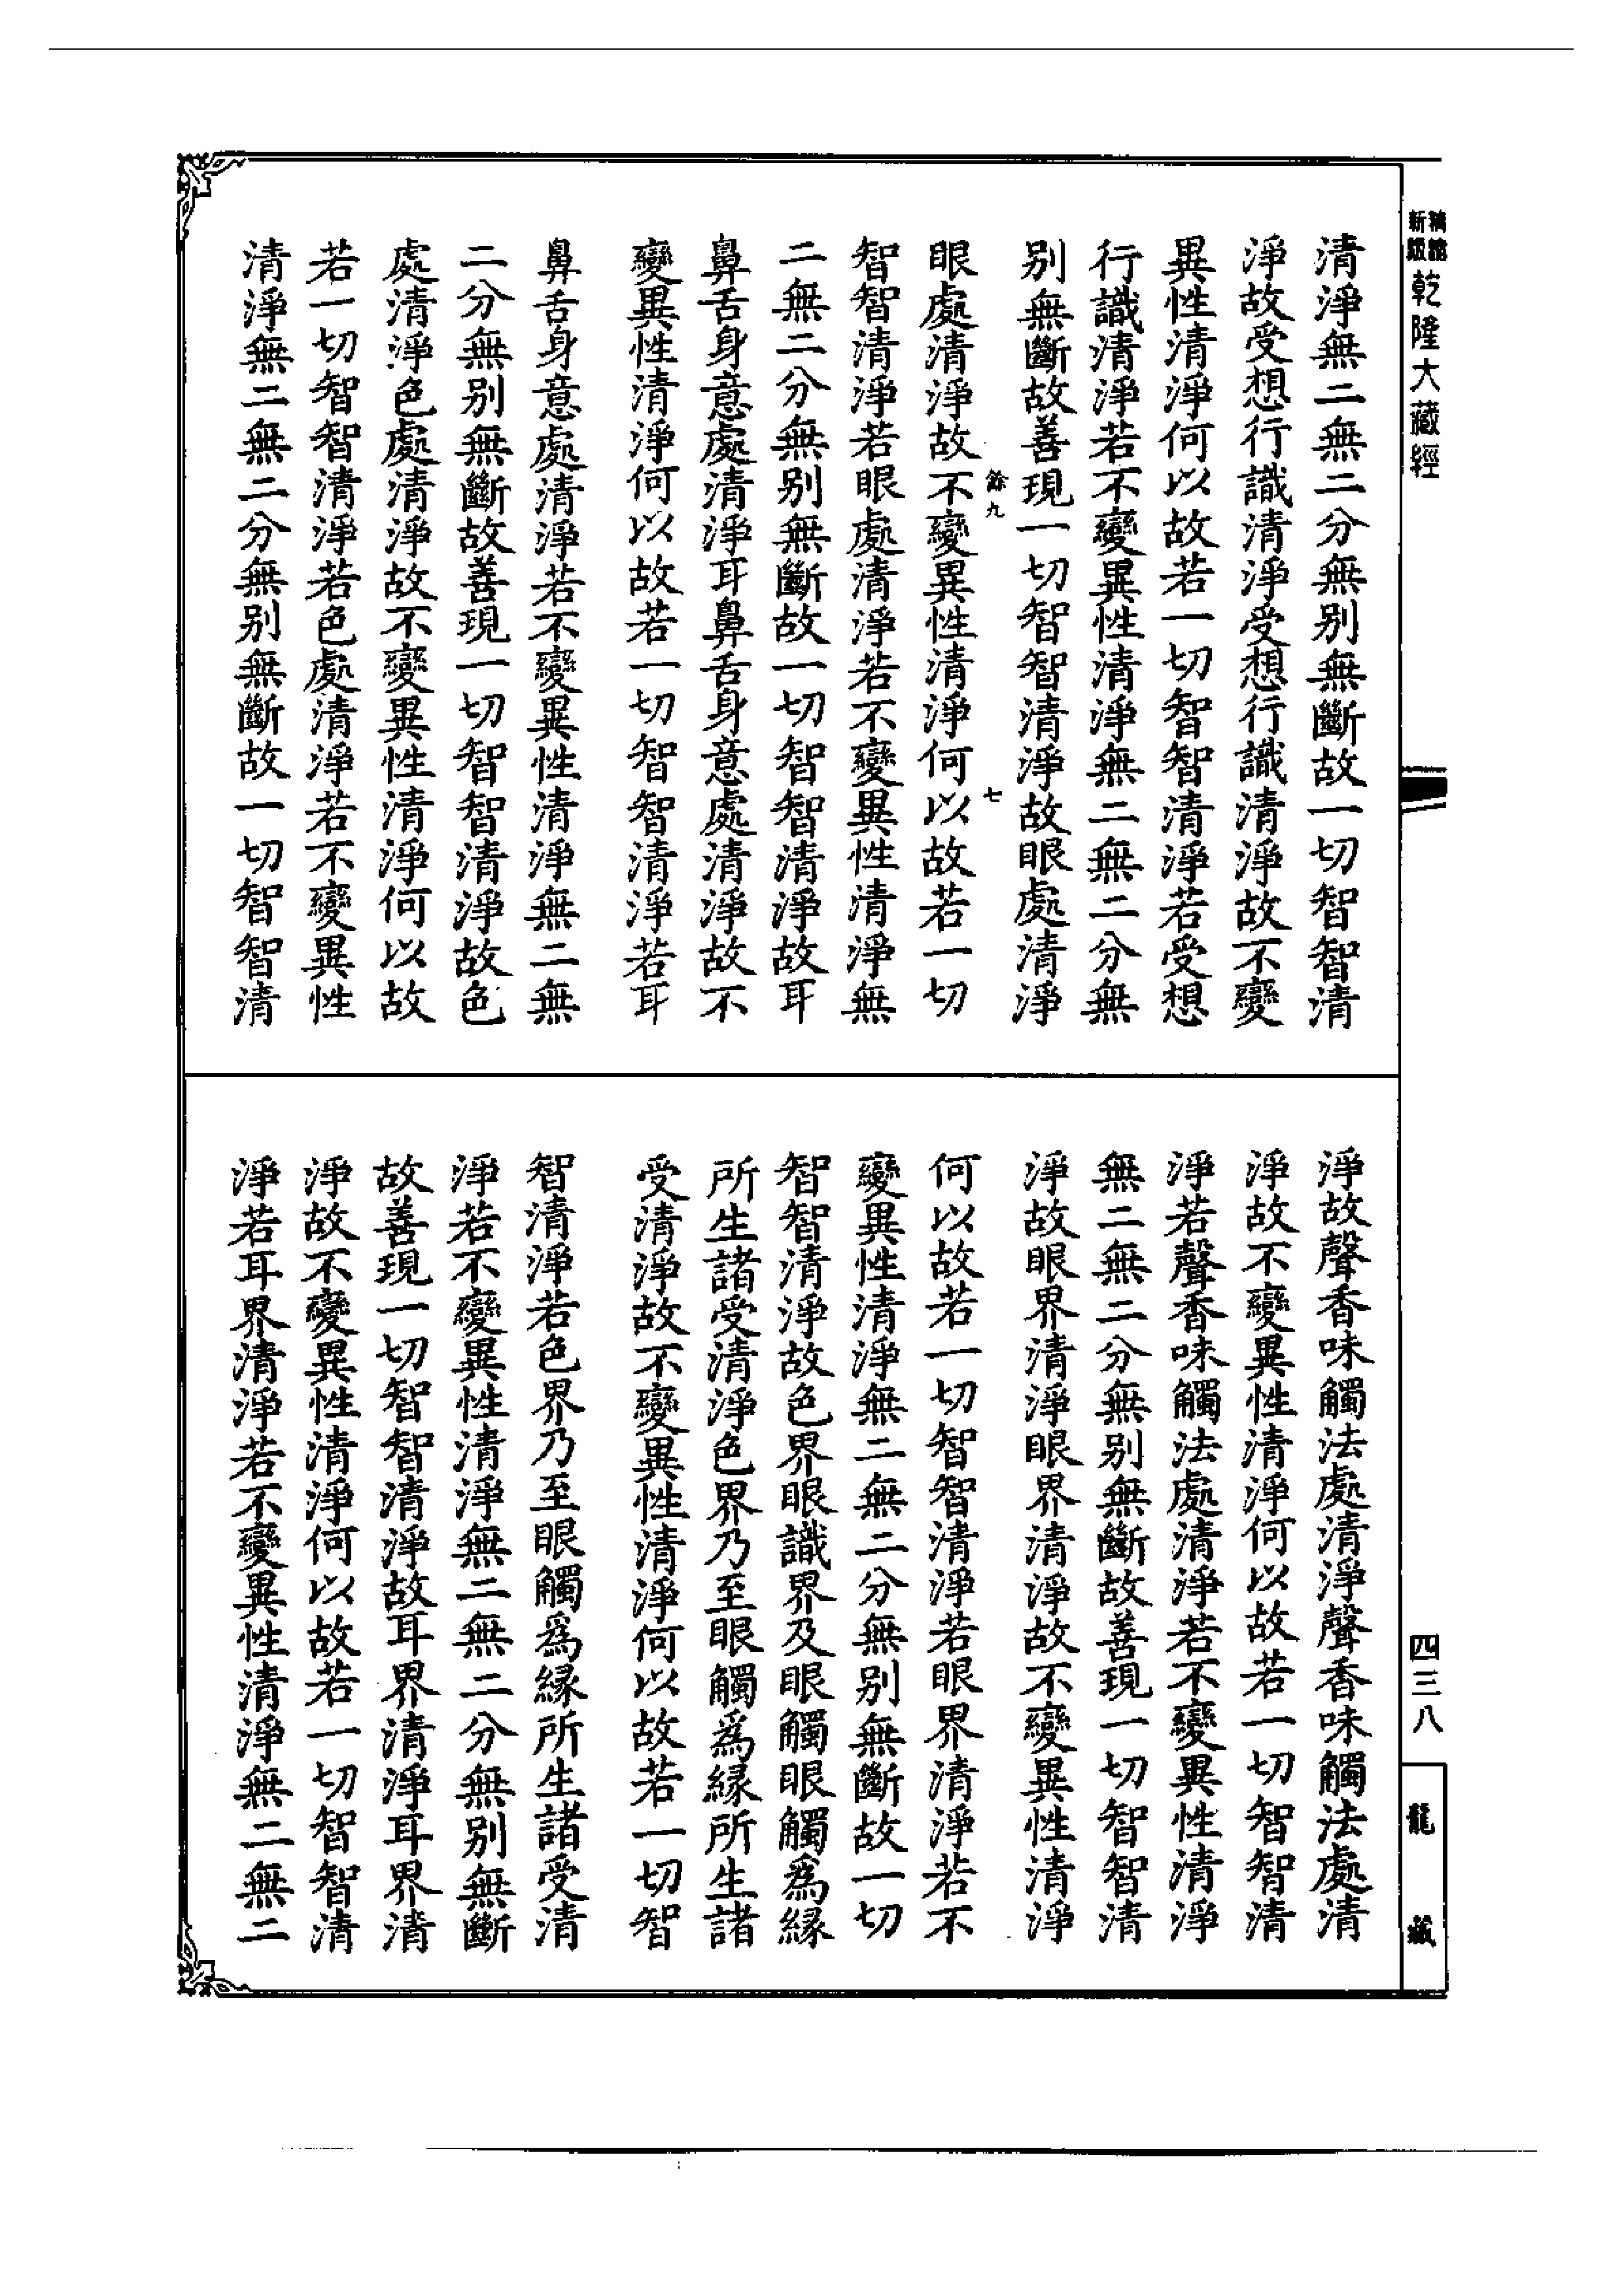 新編縮版
乾隆大藏經
清淨無二無二分無别無斷故一切智智清
淨故受想行識清淨受想行識清淨故不變
異性清淨何以故若一切智智清淨若受想
行識清淨若不變異性清淨無二無二分無
别無斷故善現一切智智清淨故眼處清淨
餘九
七
眼處清淨故不變異性清淨何以故若一切
智智清淨若眼處清淨若不變異性清淨無
二無二分無别無斷故一切智智清淨故耳
鼻舌身意處清淨耳鼻舌身意處清淨故不
變異性清淨何以故若一切智智清淨若耳
鼻舌身意處清淨若不變異性清淨無二無
二分無别無斷故善現一切智智清淨故色
處清淨色處清淨故不變異性清淨何以故
若一切智智清淨若色處清淨若不變異性
清淨無二無二分無别無斷故一切智智清
淨故聲香味觸法處清淨聲香味觸法處清
淨故不變異性清淨何以故若一切智智清
淨若聲香味觸法處清淨若不變異性清淨
無二無二分無别無斷故善現一切智智清
淨故眼界清淨眼界清淨故不變異性清淨
何以故若一切智智清淨若眼界清淨若不
變異性清淨無二無二分無别無斷故一切
智智清淨故色界眼識界及眼觸眼觸爲緣
所生諸受清淨色界乃至眼觸爲緣所生諸
受清淨故不變異性清淨何以故若一切智
智清淨若色界乃至眼觸爲緣所生諸受清
淨若不變異性清淨無二無二分無别無斷
故善現一切智智清淨故耳界清淨耳界清
淨故不變異性清淨何以故若一切智智清
淨若耳界清淨若不變異性清淨無二無二
四三八
龍藏